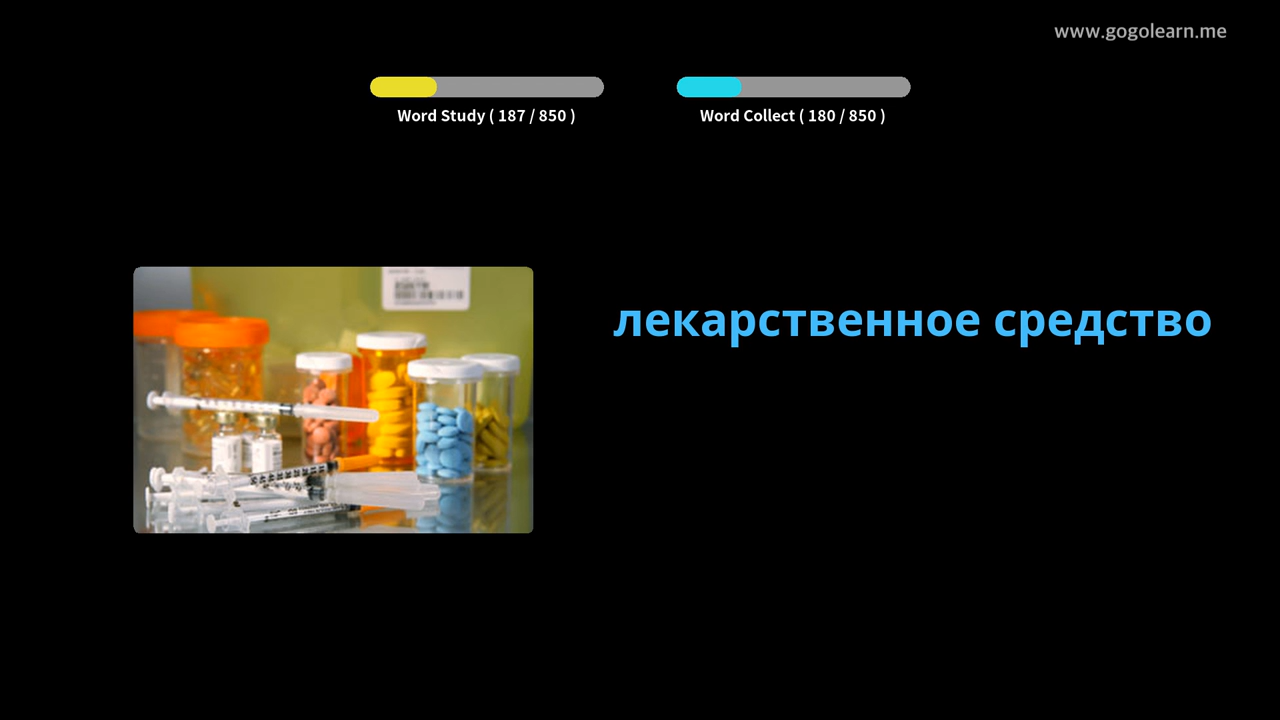 www.gogolearn.me
Word Study ( 187 / 850 )
Word Collect ( 180 / 850 )
лекарственное средство